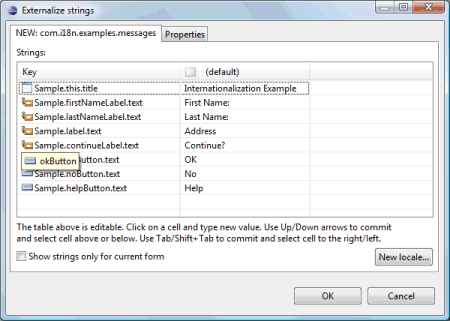 Externalize strings
NEW: com.i18n.examples.messages Properties
Strings:
Key (default)
Sample.this.title Internationalization Example
Sample.firstNameLabel.text First Name:
Sample.lastNameLabel.text Last Name:
Sample.label.text Address
Sample.continueLabel.text Continue?
okButton utton.text OK
Sample.noButton.text No
Sample.helpButton.text Help
The table above is editable. Click on a cell and type new value. Use Up/Down arrows to commit
and select cell above or below. Use Tab/Shift+Tab to commit and select cell to the right/left.
Show strings only for current form New locale...
OK Cancel